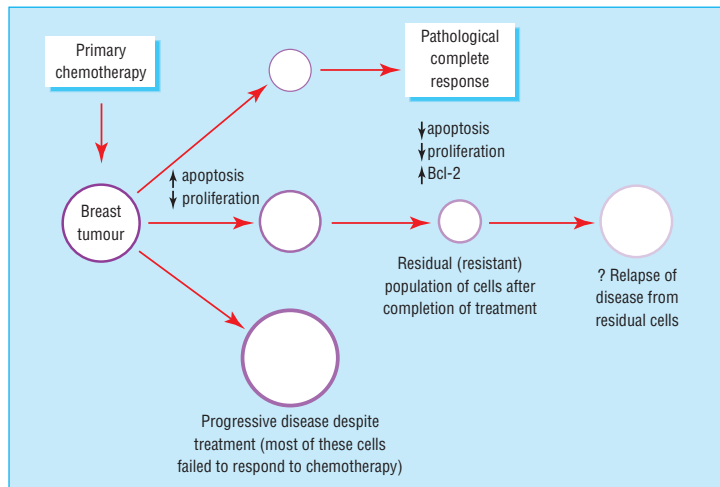 Primary
chemotherapy
Pathological
complete
response
↑ apoptosis
↓ proliferation
↓apoptosis
↓proliferation
↑Bcl-2
Breast
tumour
Residual (resistant)
population of cells after
completion of treatment
? Relapse of
disease from
residual cells
Progressive disease despite
treatment (most of these cells
failed to respond to chemotherapy)